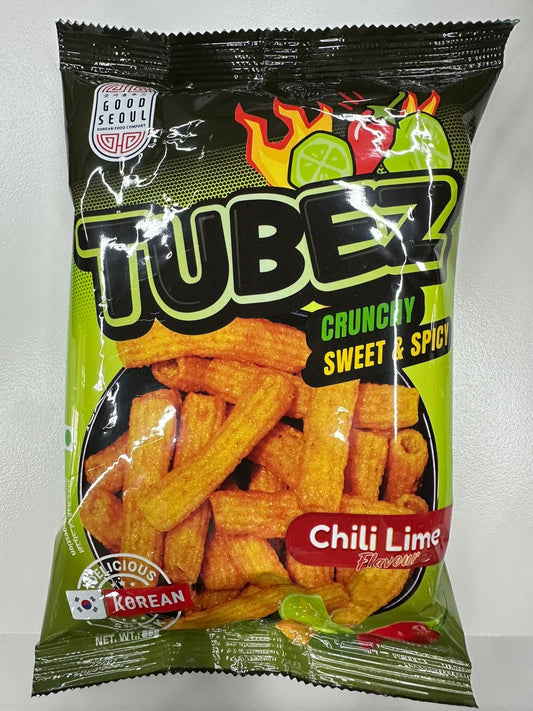 GOOD
SEOUL
KOREAN FOOD COMPANY
TUBEZ
CRUNCHY
SWEET & SPICY
Chili Lime
Flavour
DELICIOUS
KOREAN
NET. WT.: